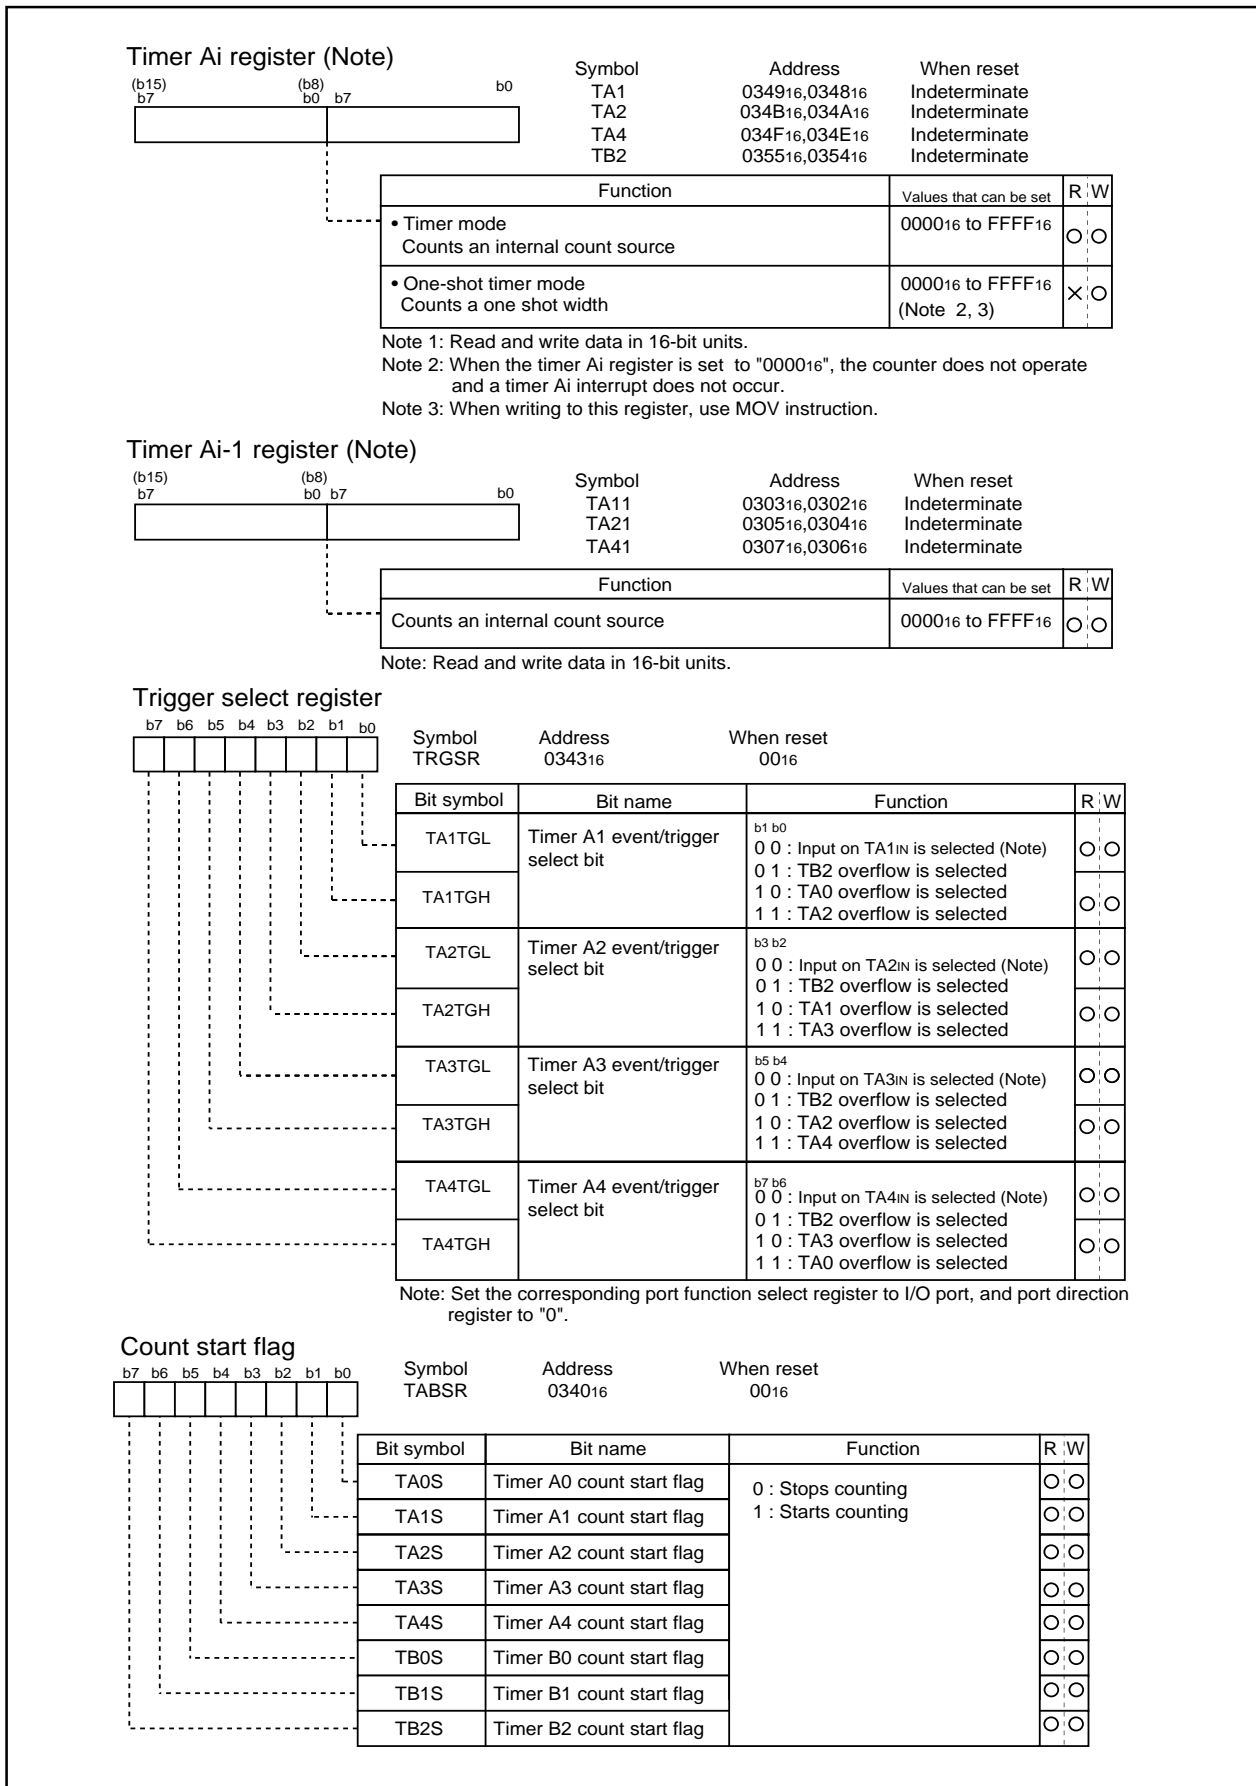 Timer Ai register (Note)
(b15) (b8)
b7 b0 b7 b0
Symbol Address When reset
TA1 034916,034816 Indeterminate
TA2 034B16,034A16 Indeterminate
TA4 034F16,034E16 Indeterminate
TB2 035516,035416 Indeterminate
Function Values that can be set R W
• Timer mode 000016 to FFFF16
Counts an internal count source
• One-shot timer mode 000016 to FFFF16
Counts a one shot width (Note 2, 3)
Note 1: Read and write data in 16-bit units.
Note 2: When the timer Ai register is set to "000016", the counter does not operate
and a timer Ai interrupt does not occur.
Note 3: When writing to this register, use MOV instruction.
Timer Ai-1 register (Note)
(b15) (b8)
b7 b0 b7 b0
Symbol Address When reset
TA11 030316,030216 Indeterminate
TA21 030516,030416 Indeterminate
TA41 030716,030616 Indeterminate
Function Values that can be set R W
Counts an internal count source 000016 to FFFF16
Note: Read and write data in 16-bit units.
Trigger select register
b7 b6 b5 b4 b3 b2 b1 b0
Symbol Address When reset
TRGSR 034316 0016
Bit symbol Bit name Function R W
TA1TGL Timer A1 event/trigger
select bit
b1 b0
0 0 : Input on TA1IN is selected (Note)
0 1 : TB2 overflow is selected
TA1TGH 1 0 : TA0 overflow is selected
1 1 : TA2 overflow is selected
TA2TGL Timer A2 event/trigger
select bit
b3 b2
0 0 : Input on TA2IN is selected (Note)
0 1 : TB2 overflow is selected
TA2TGH 1 0 : TA1 overflow is selected
1 1 : TA3 overflow is selected
TA3TGL Timer A3 event/trigger
select bit
b5 b4
0 0 : Input on TA3IN is selected (Note)
0 1 : TB2 overflow is selected
TA3TGH 1 0 : TA2 overflow is selected
1 1 : TA4 overflow is selected
TA4TGL Timer A4 event/trigger
select bit
b7 b6
0 0 : Input on TA4IN is selected (Note)
0 1 : TB2 overflow is selected
TA4TGH 1 0 : TA3 overflow is selected
1 1 : TA0 overflow is selected
Note: Set the corresponding port function select register to I/O port, and port direction
register to "0".
Count start flag
b7 b6 b5 b4 b3 b2 b1 b0
Symbol Address When reset
TABSR 034016 0016
Bit symbol Bit name Function R W
TA0S Timer A0 count start flag 0 : Stops counting
TA1S Timer A1 count start flag 1 : Starts counting
TA2S Timer A2 count start flag
TA3S Timer A3 count start flag
TA4S Timer A4 count start flag
TB0S Timer B0 count start flag
TB1S Timer B1 count start flag
TB2S Timer B2 count start flag